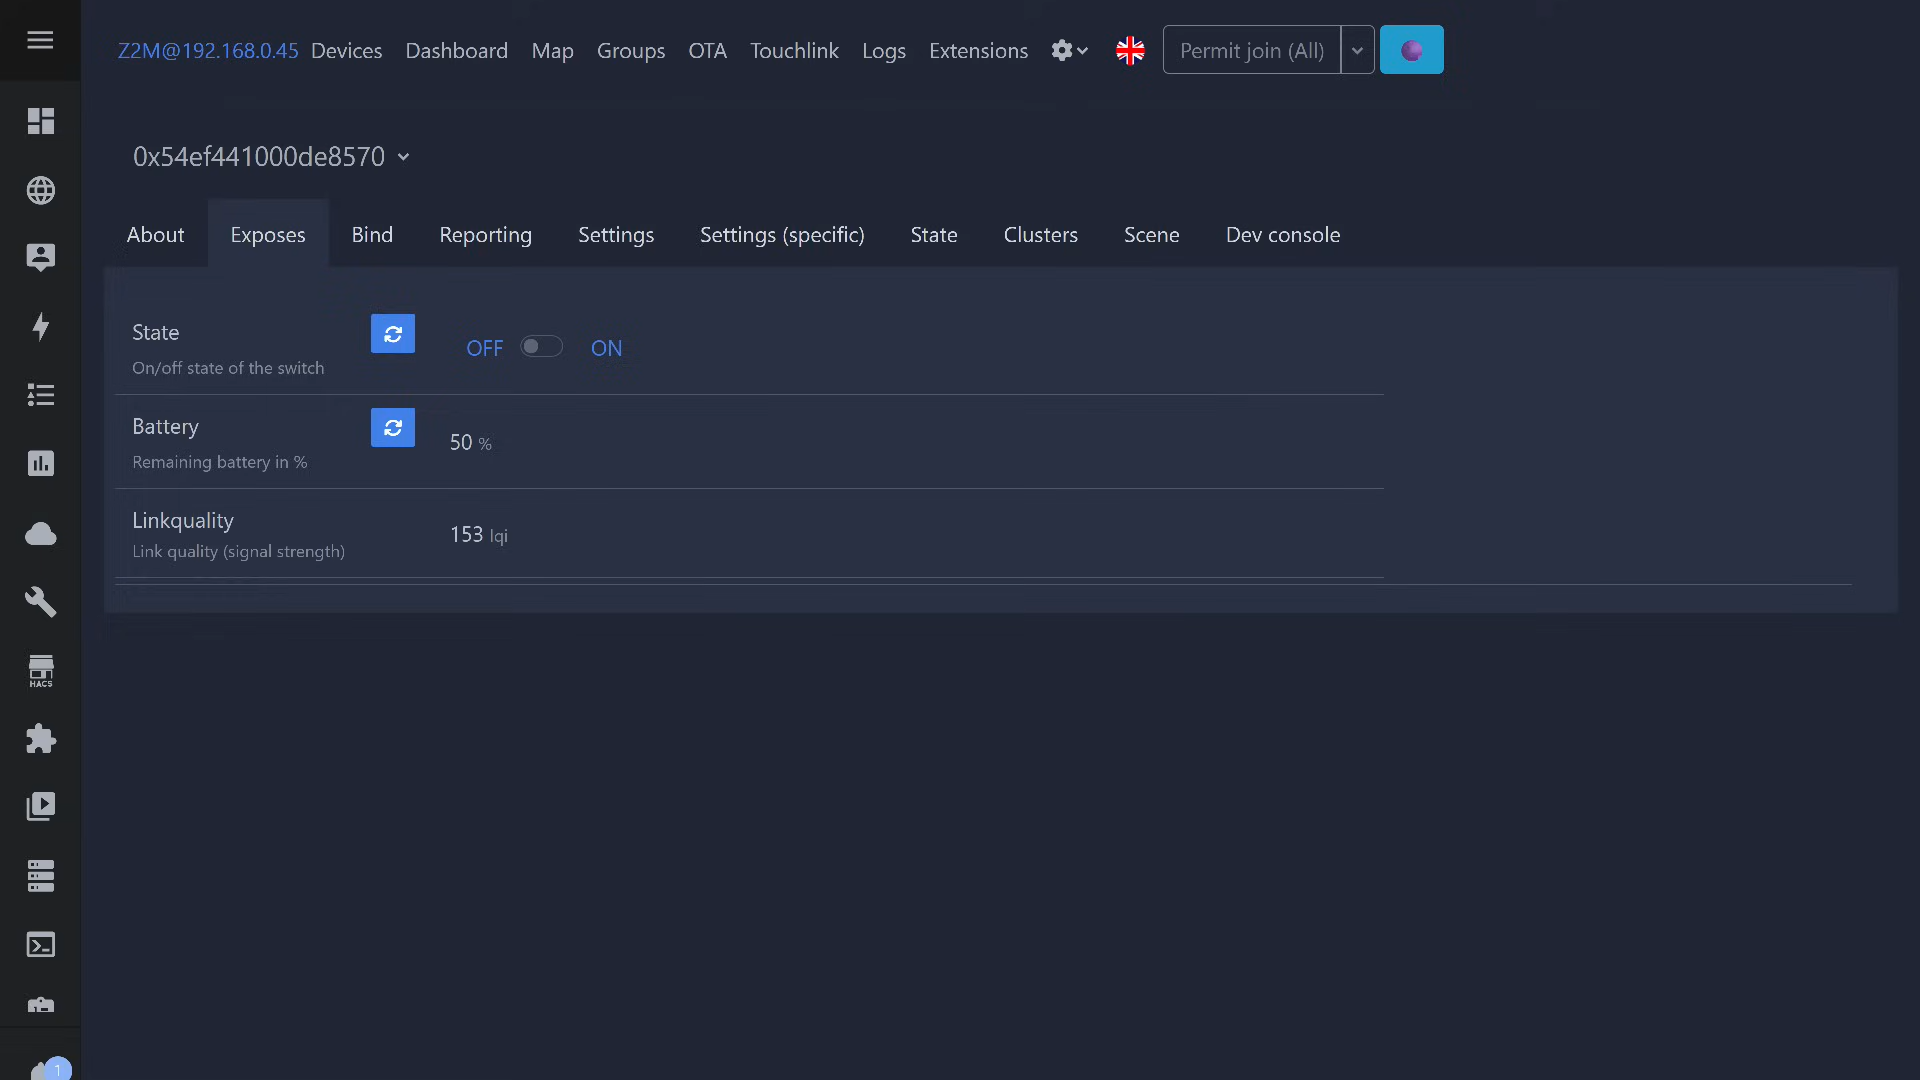 Z2M@192.168.0.45 Devices Dashboard Map Groups OTA Touchlink Logs Extensions Permit join (All)
0x54ef441000de8570
About Exposes Bind Reporting Settings Settings (specific) State Clusters Scene Dev console
State
OFF ON
On/off state of the switch
Battery
50 %
Remaining battery in %
Linkquality
153 lqi
Link quality (signal strength)
HACS
1